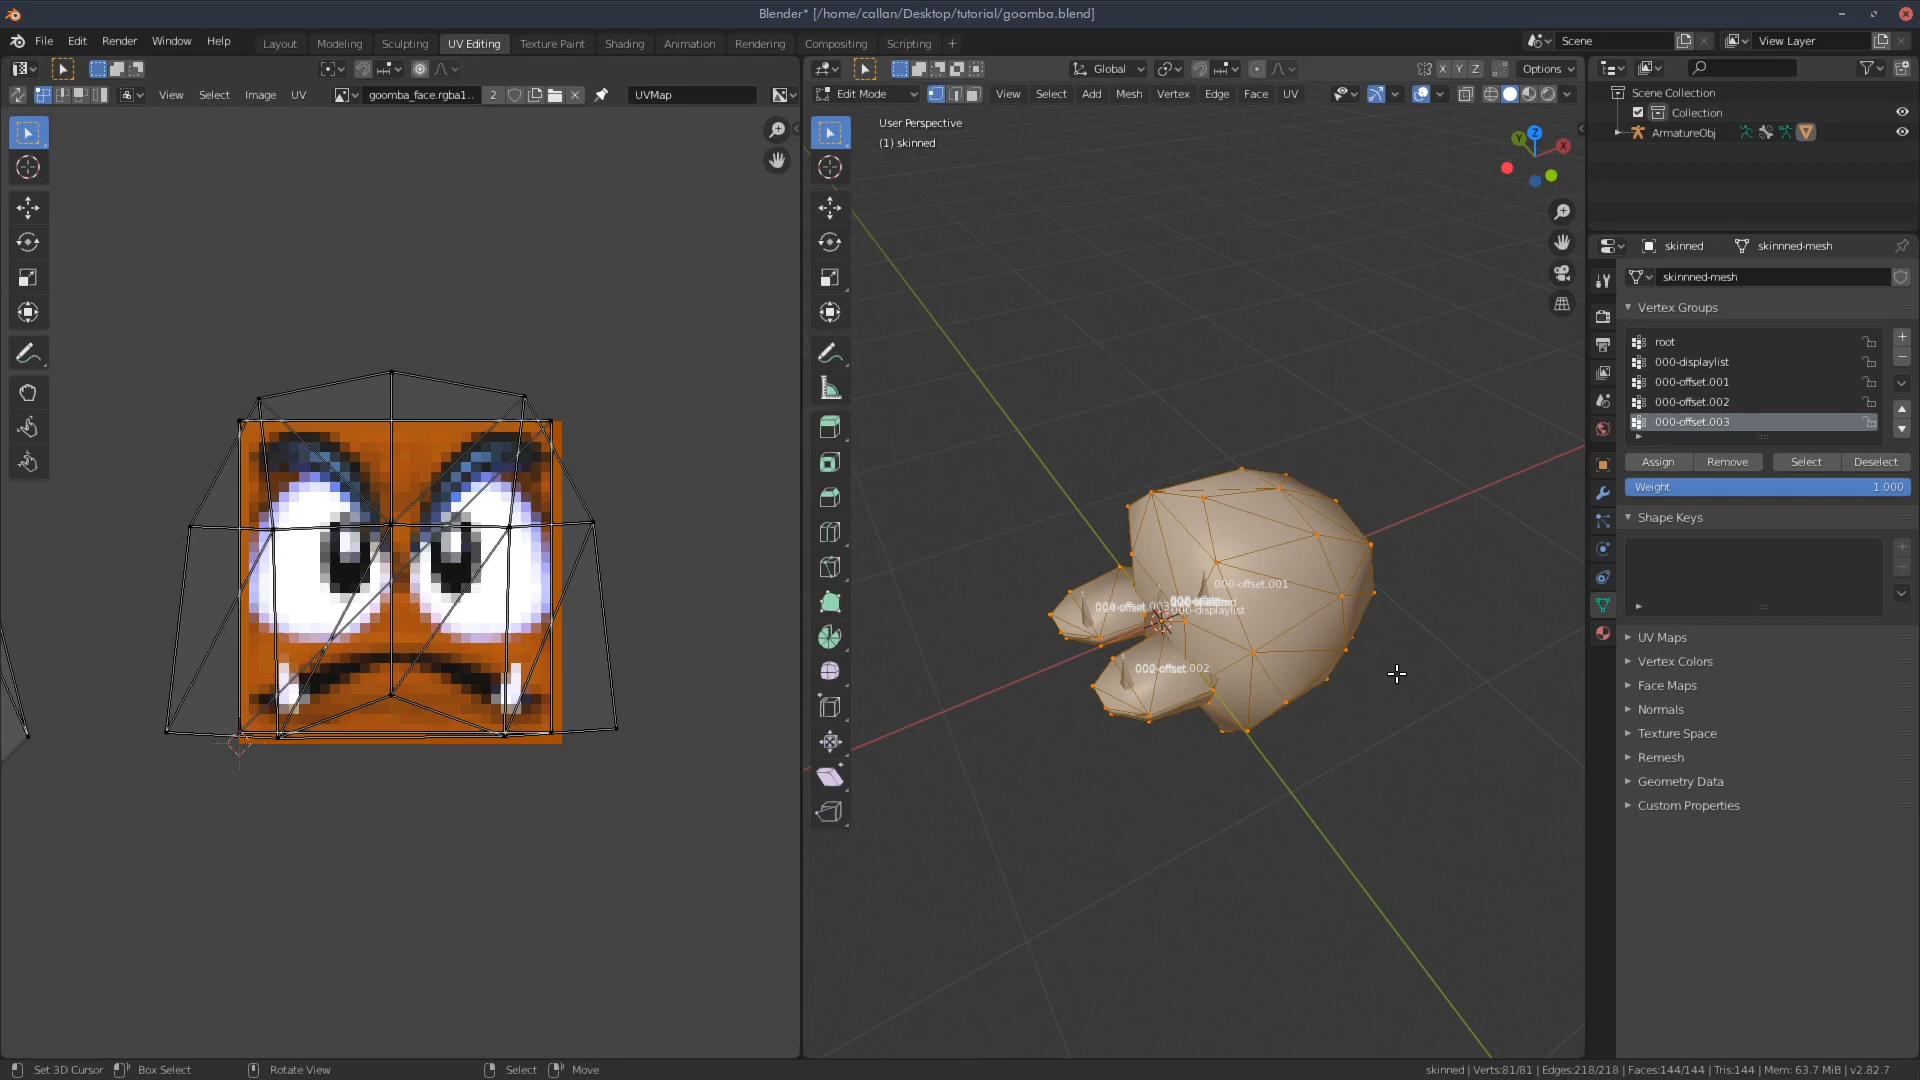 Blender* [/home/callan/Desktop/tutorial/goomba.blend]
File Edit Render Window Help
Layout Modeling Sculpting UV Editing Texture Paint Shading Animation Rendering Compositing Scripting +
Scene
View Layer
Global
X Y Z
Options
View Select Image UV
goomba_face.rgba1..
2
UVMap
Edit Mode
View Select Add Mesh Vertex Edge Face UV
User Perspective
(1) skinned
Z
Y
X
Scene Collection
Collection
ArmatureObj
skinned
skinnned-mesh
skinnned-mesh
Vertex Groups
root
000-displaylist
000-offset.001
000-offset.002
000-offset.003
Assign Remove Select Deselect
Weight 1.000
Shape Keys
000-offset.001
000-displaylist
000-offset.002
UV Maps
Vertex Colors
Face Maps
Normals
Texture Space
Remesh
Geometry Data
Custom Properties
Set 3D Cursor Box Select Rotate View Select Move
skinned | Verts:81/81 | Edges:218/218 | Faces:144/144 | Tris:144 | Mem: 63.7 MiB | v2.82.7